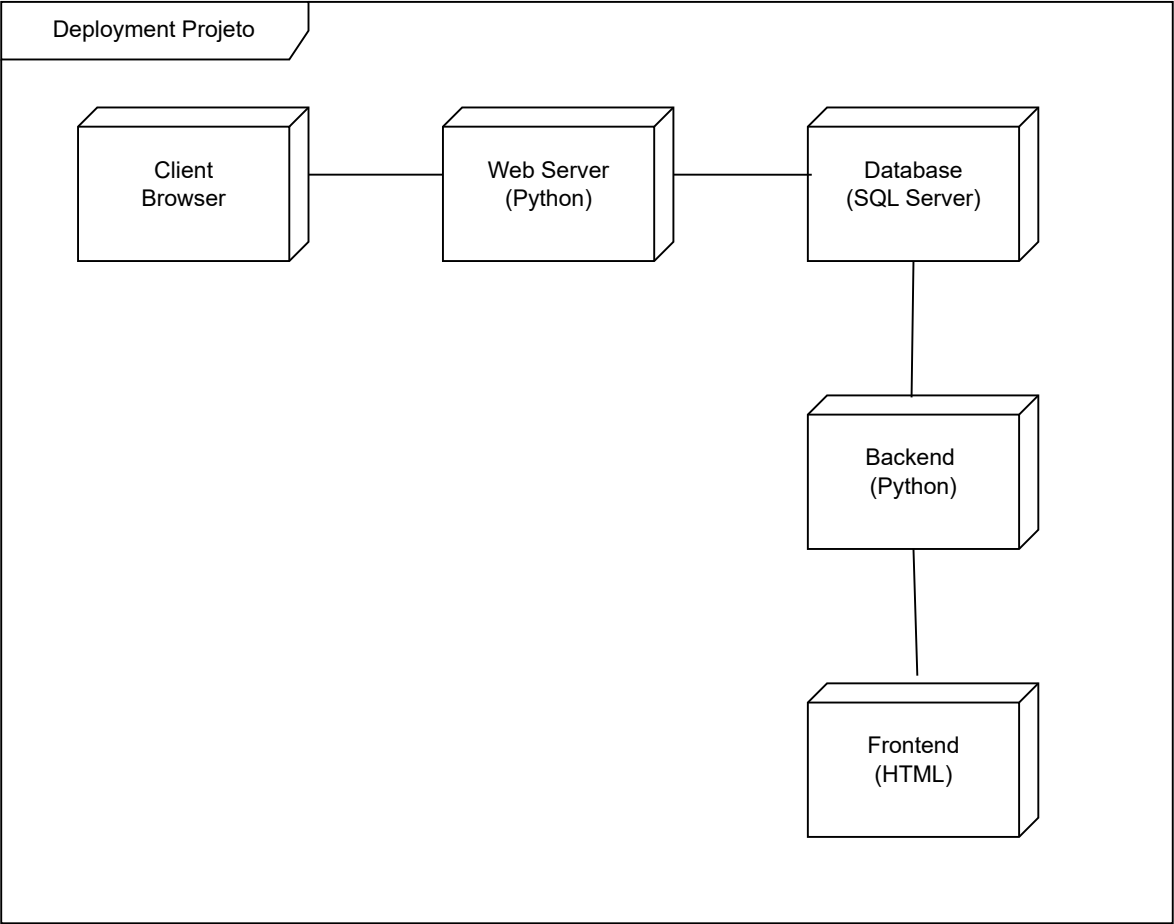 Deployment Projeto
Client
Browser
Web Server
(Python)
Database
(SQL Server)
Backend
(Python)
Frontend
(HTML)